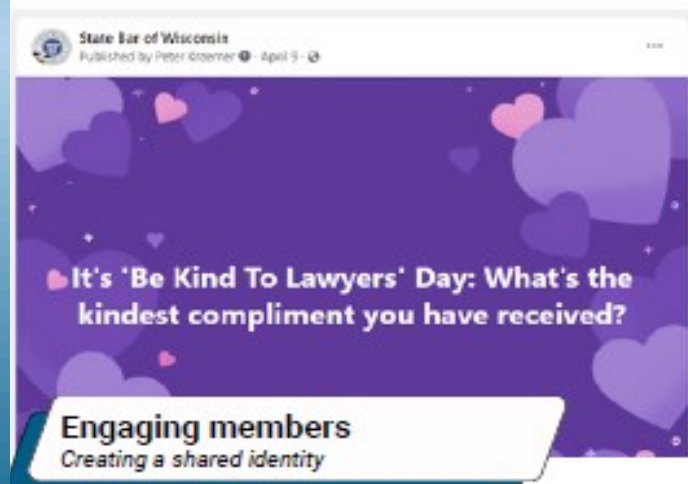 State Bar of Wisconsin
Published by Peter Kraemer · April 9 ·
It's 'Be Kind To Lawyers' Day: What's the
kindest compliment you have received?
Engaging members
Creating a shared identity